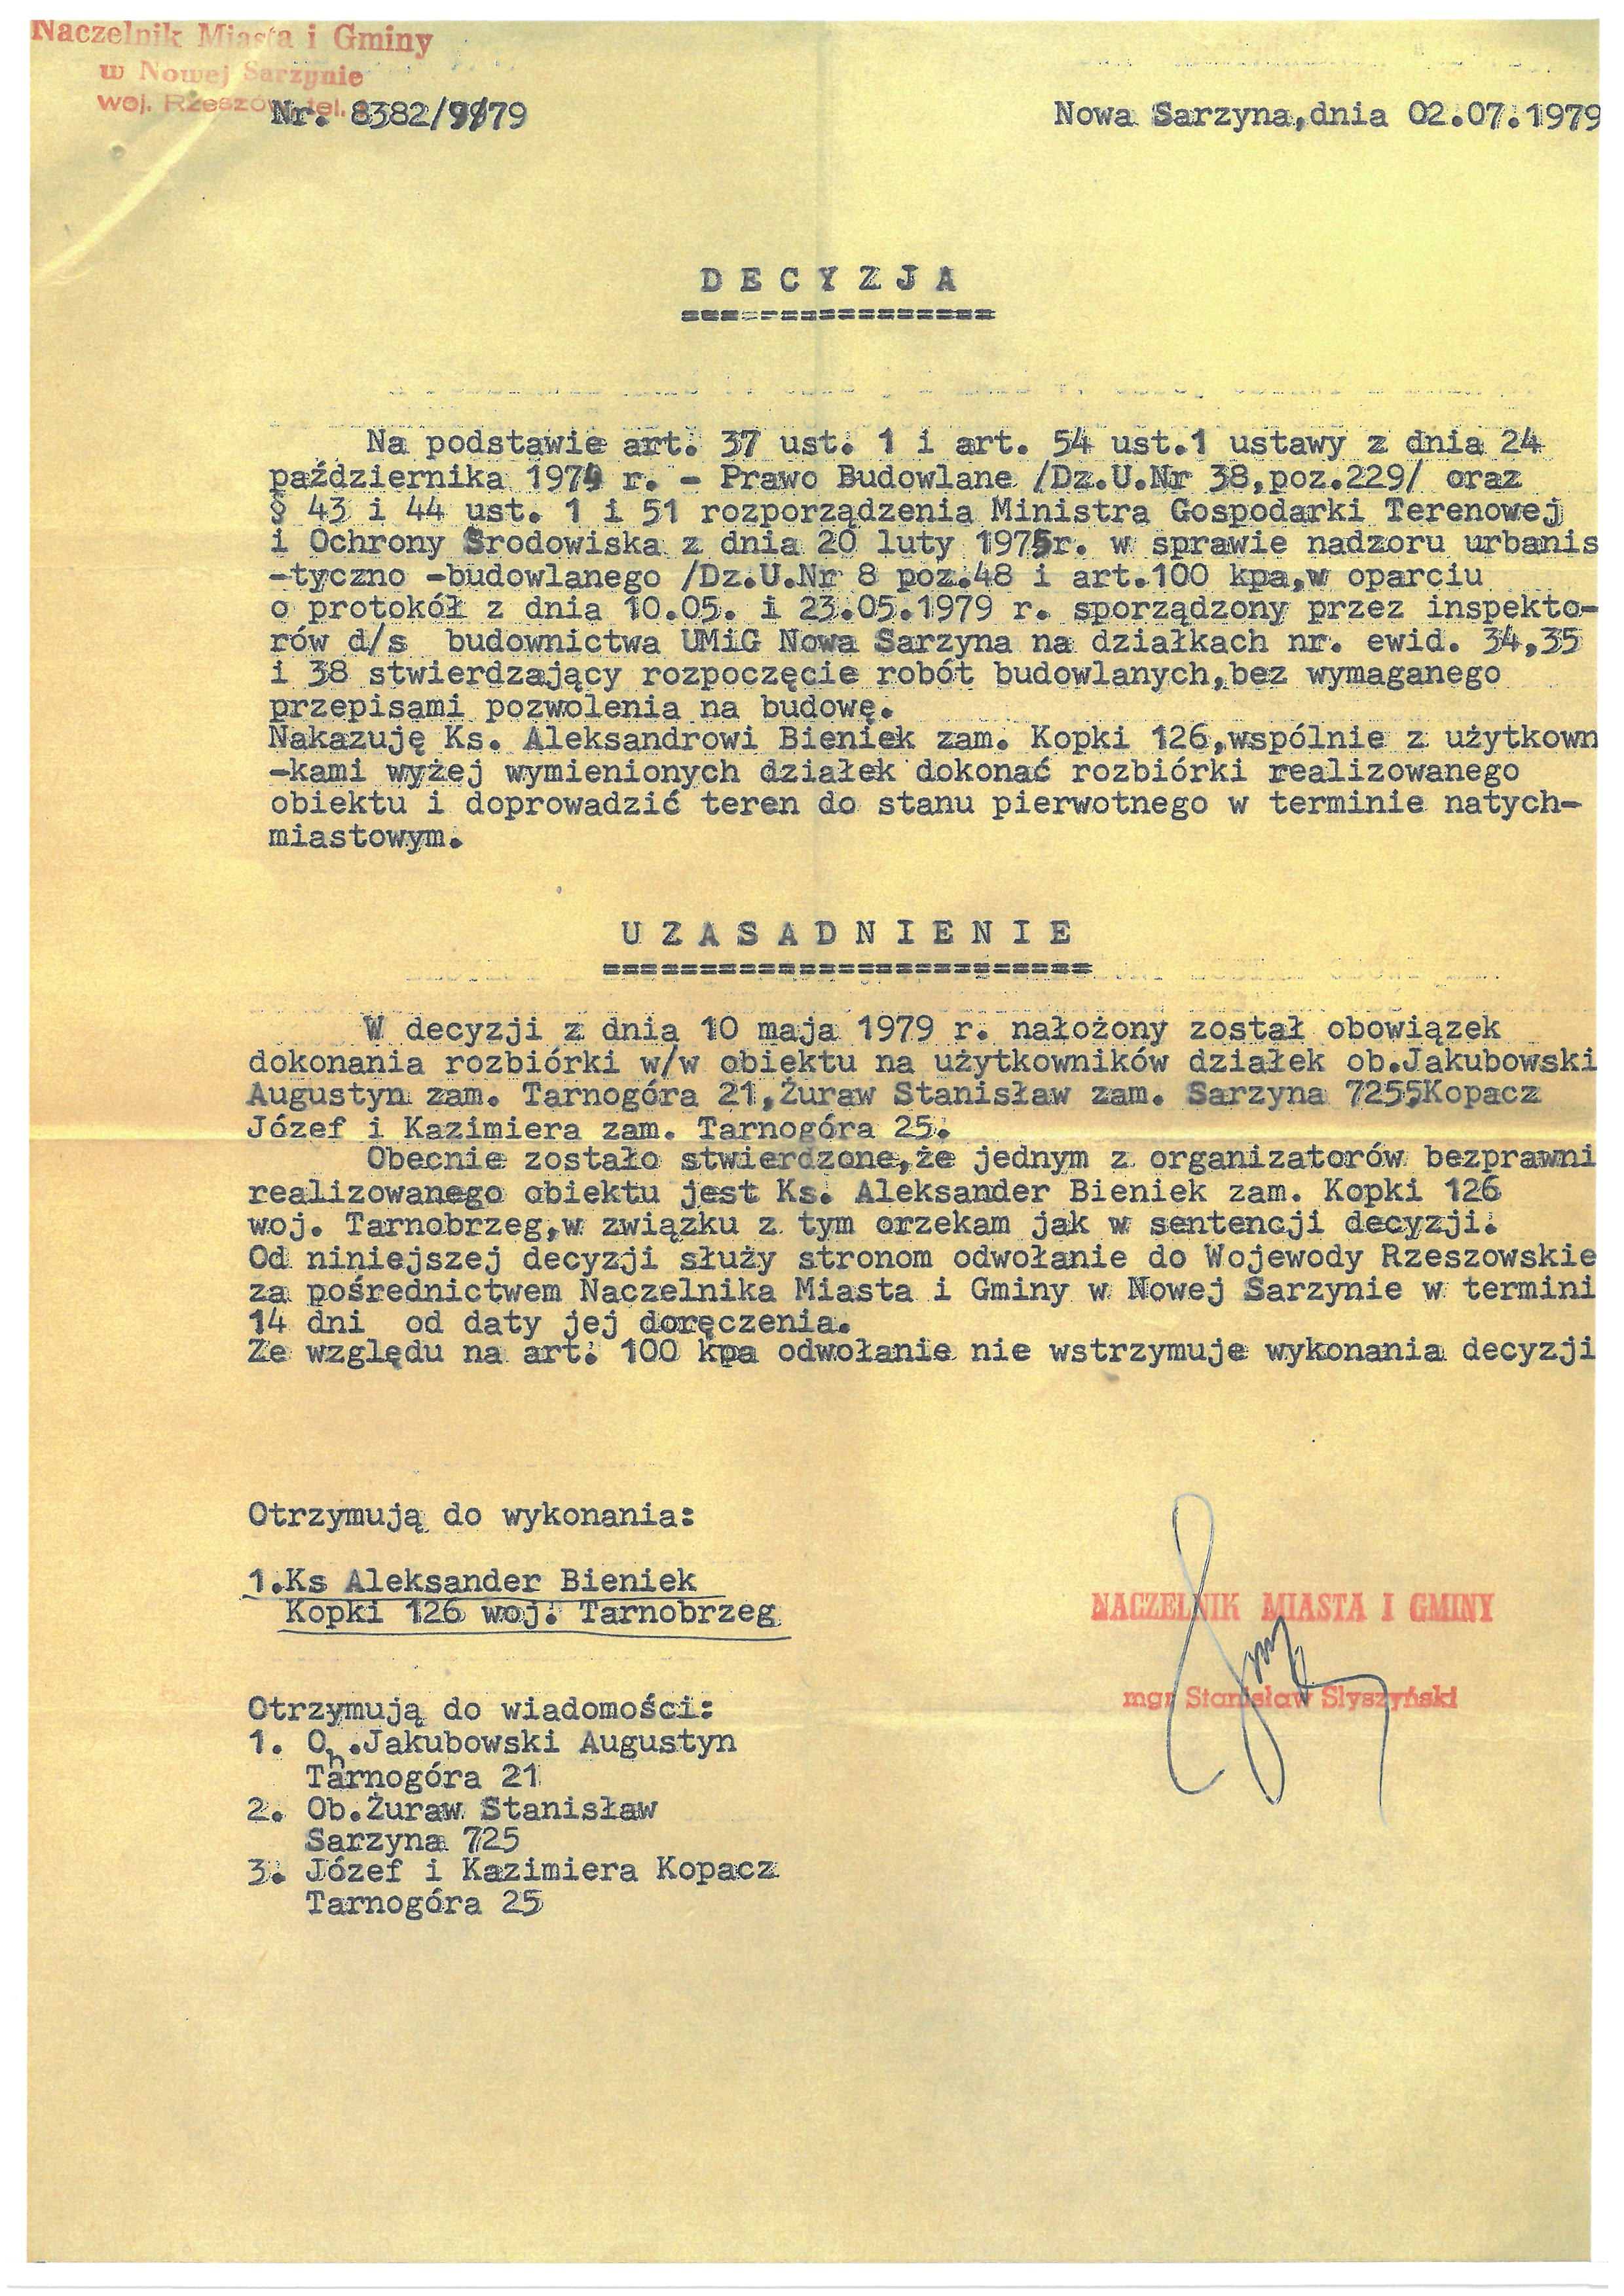 Naczelnik Miasta i Gminy
w Nowej Sarzynie
woj. Rzeszów, tel.
Nr. 8382/ /79
Nowa Sarzyna,dnia 02.07.1979
D E C Y Z J A
================
Na podstawie art. 37 ust. 1 i art. 54 ust.1 ustawy z dnia 24
października 1974 r. - Prawo Budowlane /Dz.U.Nr 38,poz.229/ oraz
§ 43 i 44 ust. 1 i 51 rozporządzenia Ministra Gospodarki Terenowej
i Ochrony Środowiska z dnia 20 luty 1975r. w sprawie nadzoru urbanis
-tyczno -budowlanego /Dz.U.Nr 8 poz.48 i art.100 kpa,w oparciu
o protokół z dnia 10.05. i 23.05.1979 r. sporządzony przez inspekto-
rów d/s budownictwa UMiG Nowa Sarzyna na działkach nr. ewid. 34,35
i 38 stwierdzający rozpoczęcie robót budowlanych,bez wymaganego
przepisami pozwolenia na budowę.
Nakazuję Ks. Aleksandrowi Bieniek zam. Kopki 126,wspólnie z użytkown
-kami wyżej wymienionych działek dokonać rozbiórki realizowanego
obiektu i doprowadzić teren do stanu pierwotnego w terminie natych-
miastowym.
U Z A S A D N I E N I E
=========================
W decyzji z dnia 10 maja 1979 r. nałożony został obowiązek
dokonania rozbiórki w/w obiektu na użytkowników działek ob.Jakubowski
Augustyn zam. Tarnogóra 21,Żuraw Stanisław zam. Sarzyna 725,Kopacz
Józef i Kazimiera zam. Tarnogóra 25.
Obecnie zostało stwierdzone,że jednym z organizatorów bezprawni
realizowanego obiektu jest Ks. Aleksander Bieniek zam. Kopki 126
woj. Tarnobrzeg,w związku z tym orzekam jak w sentencji decyzji.
Od niniejszej decyzji służy stronom odwołanie do Wojewody Rzeszowskie
za pośrednictwem Naczelnika Miasta i Gminy w Nowej Sarzynie w termini
14 dni od daty jej doręczenia.
Ze względu na art. 100 kpa odwołanie nie wstrzymuje wykonania decyzji
Otrzymują do wykonania:
1.Ks Aleksander Bieniek
Kopki 126 woj. Tarnobrzeg
NACZELNIK MIASTA I GMINY
mgr Stanisław Słyszyński
Otrzymują do wiadomości:
1. Ob.Jakubowski Augustyn
Tarnogóra 21
2. Ob.Żuraw Stanisław
Sarzyna 725
3. Józef i Kazimiera Kopacz
Tarnogóra 25